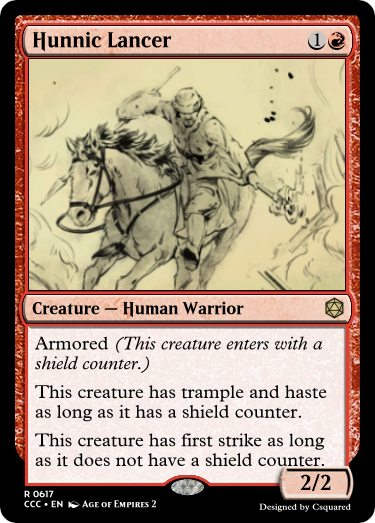 Hunnic Lancer 1
Creature — Human Warrior
Armored (This creature enters with a
shield counter.)
This creature has trample and haste
as long as it has a shield counter.
This creature has first strike as long
as it does not have a shield counter.
2/2
R 0617
CCC • EN Age of Empires 2
Designed by Csquared